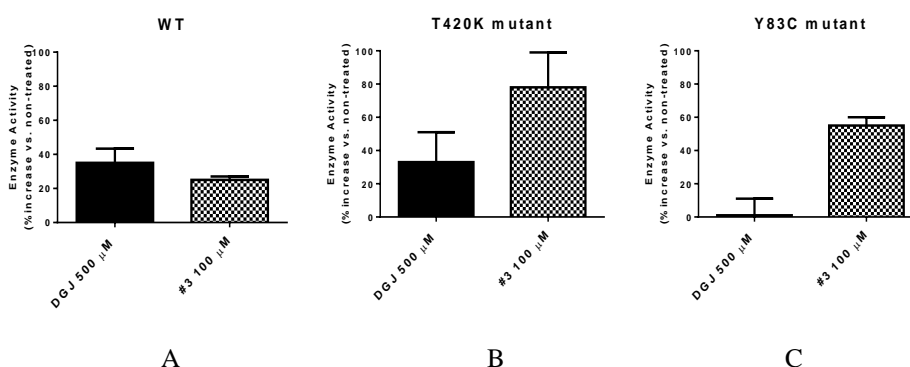 WT
Enzyme Activity
(% increase vs. non-treated)
100
80
60
40
20
0
DGJ 500 μM
#3 100 μM
A
T420K mutant
Enzyme Activity
(% increase vs. non-treated)
100
80
60
40
20
0
DGJ 500 μM
#3 100 μM
B
Y83C mutant
Enzyme Activity
(% increase vs. non-treated)
100
80
60
40
20
0
DGJ 500 μM
#3 100 μM
C